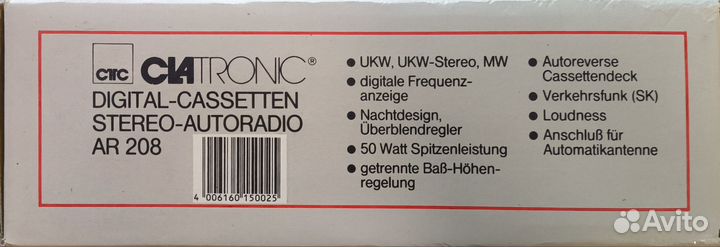 CTC CLATRONIC®
DIGITAL-CASSETTEN
STEREO-AUTORADIO
AR 208
4 006160 150025
● UKW, UKW-Stereo, MW
● digitale Frequenz-
anzeige
● Nachtdesign,
Überblendregler
● 50 Watt Spitzenleistung
● getrennte Baß-Höhen-
regelung
● Autoreverse
Cassettendeck
● Verkehrsfunk (SK)
● Loudness
● Anschluß für
Automatikantenne
Avito